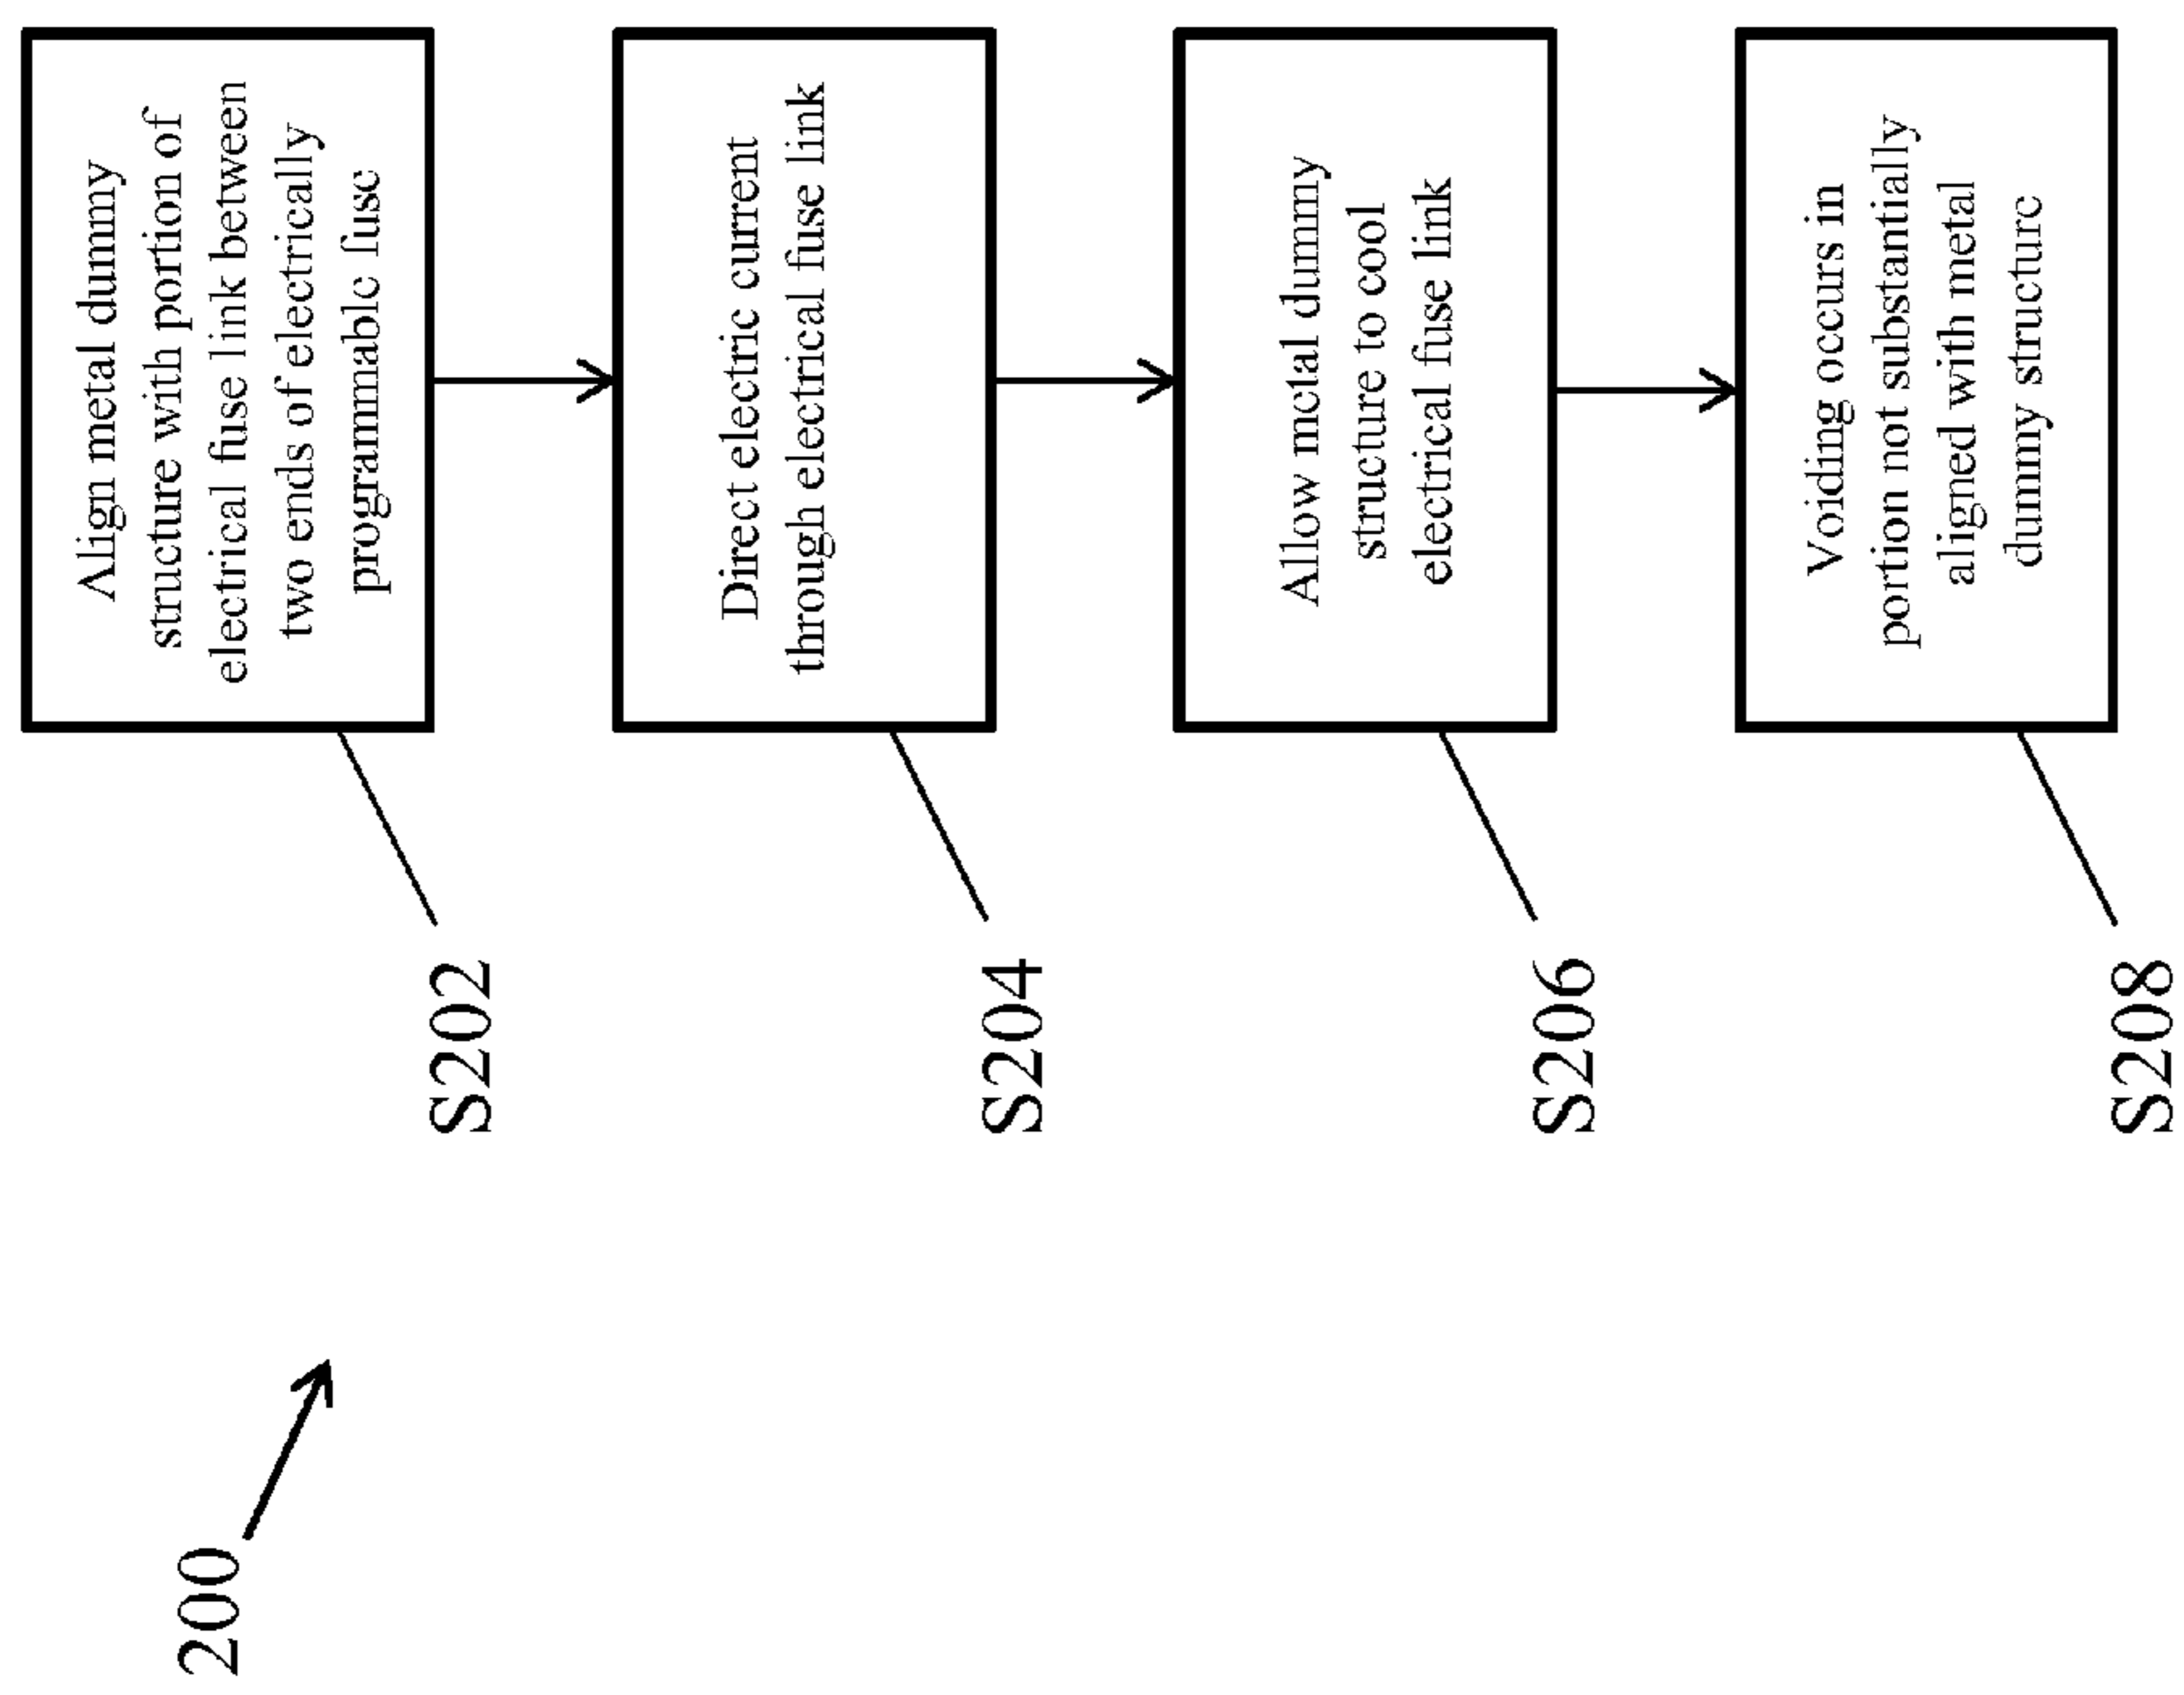 200
S202
Align metal dummy
structure with portion of
electrical fuse link between
two ends of electrically
programmable fuse
S204
Direct electric current
through electrical fuse link
S206
Allow metal dummy
structure to cool
electrical fuse link
S208
Voiding occurs in
portion not substantially
aligned with metal
dummy structure